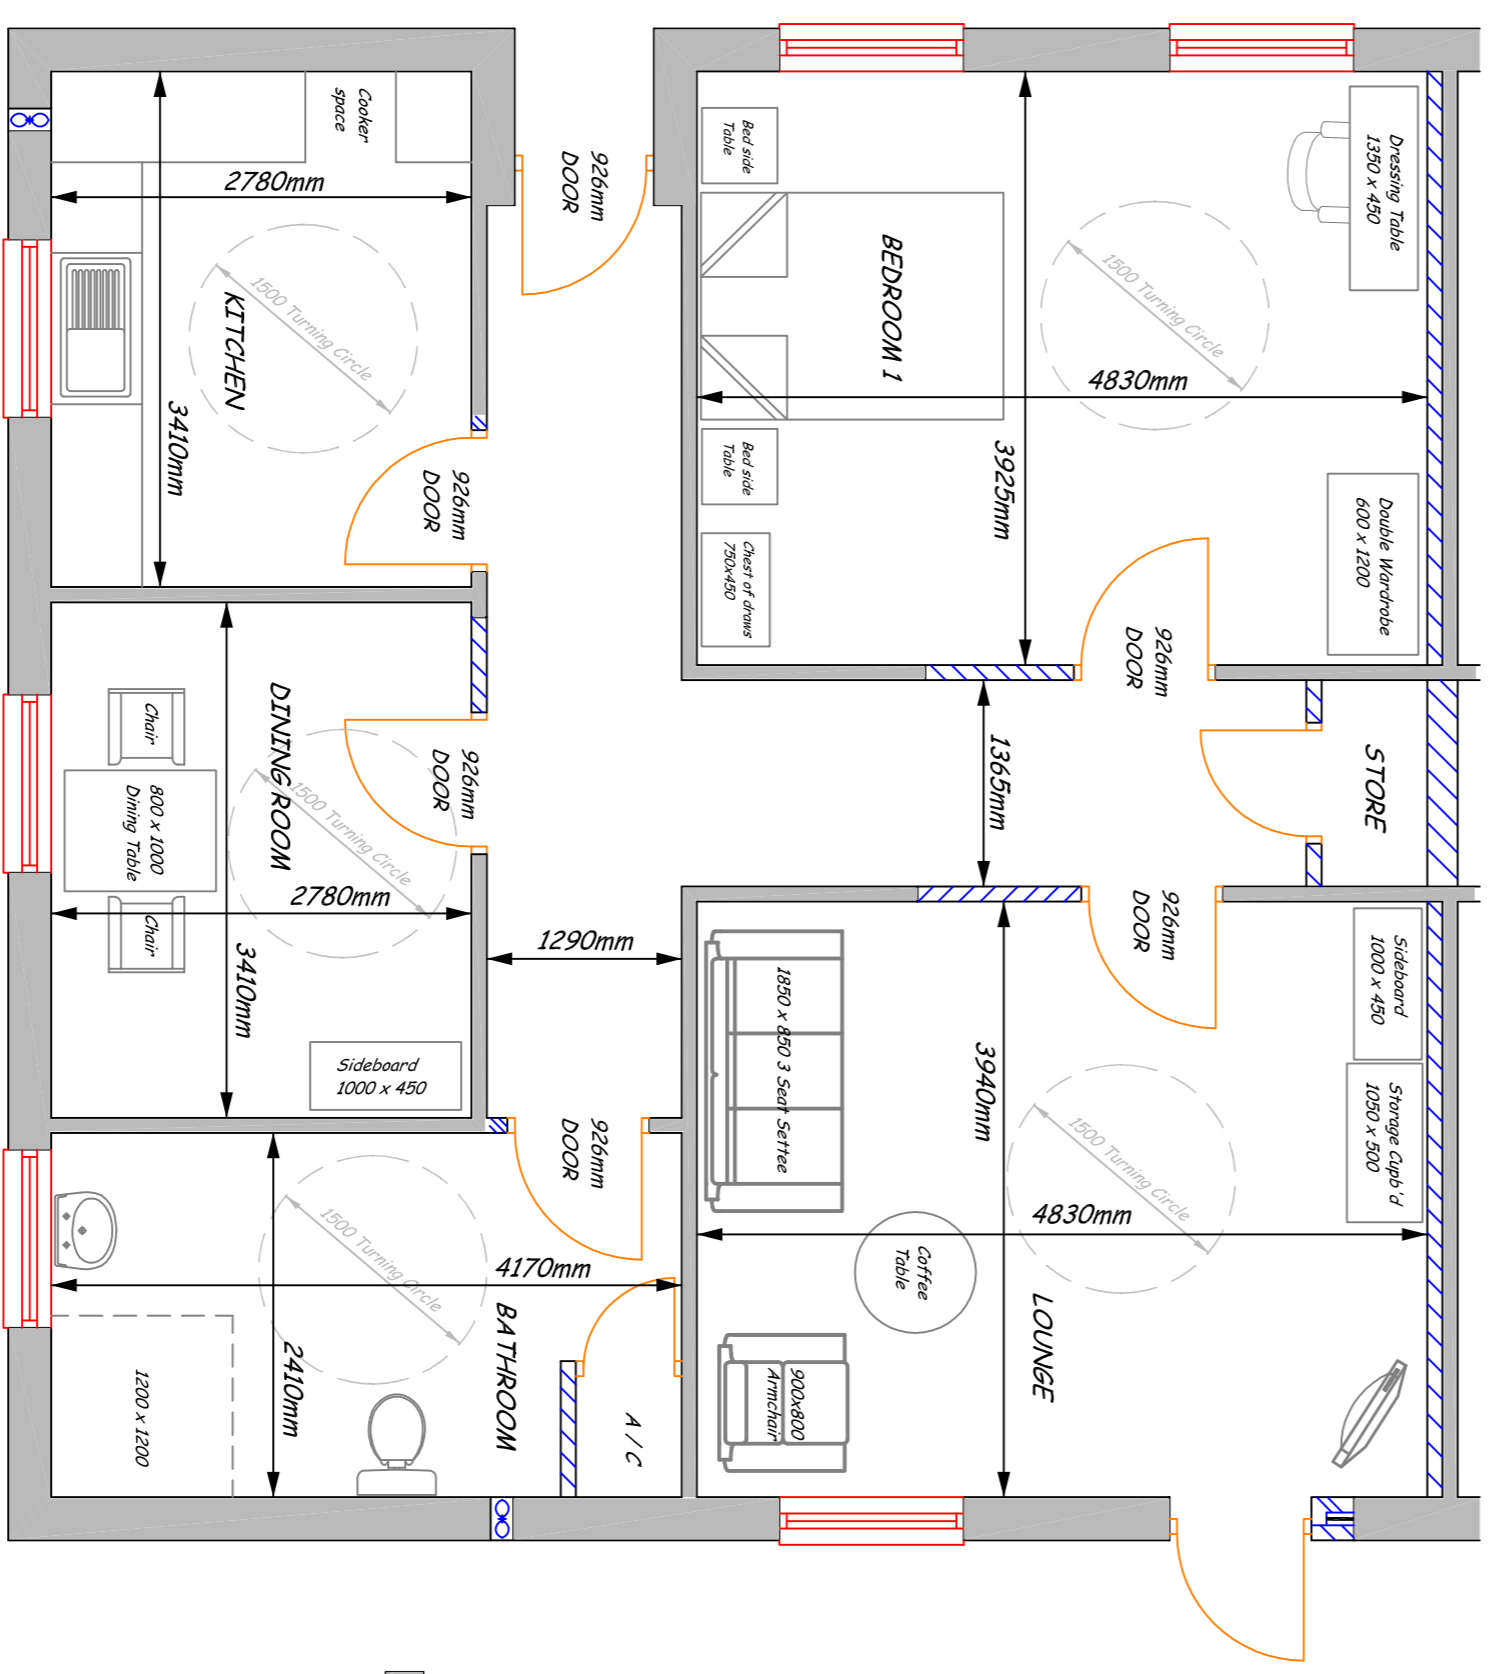 Cooker
space
2780mm
1500 Turning Circle
KITCHEN
3410mm
926mm
DOOR
926mm
DOOR
Bed side
Table
BEDROOM 1
Bed side
Table
Chest of draws
750x450
1500 Turning Circle
4830mm
3925mm
Dressing Table
1350 x 450
Double Wardrobe
600 x 1200
926mm
DOOR
STORE
1365mm
926mm
DOOR
DINING ROOM
1500 Turning Circle
Chair
800 x 1000
Dining Table
Chair
2780mm
3410mm
Sideboard
1000 x 450
926mm
DOOR
1290mm
926mm
DOOR
1850 x 850 3 Seat Settee
3940mm
1500 Turning Circle
4830mm
Sideboard
1000 x 450
Storage Cupb'd
1050 x 500
Coffee
Table
LOUNGE
900x800
Armchair
1500 Turning Circle
4170mm
BATHROOM
2410mm
1200 x 1200
A / C